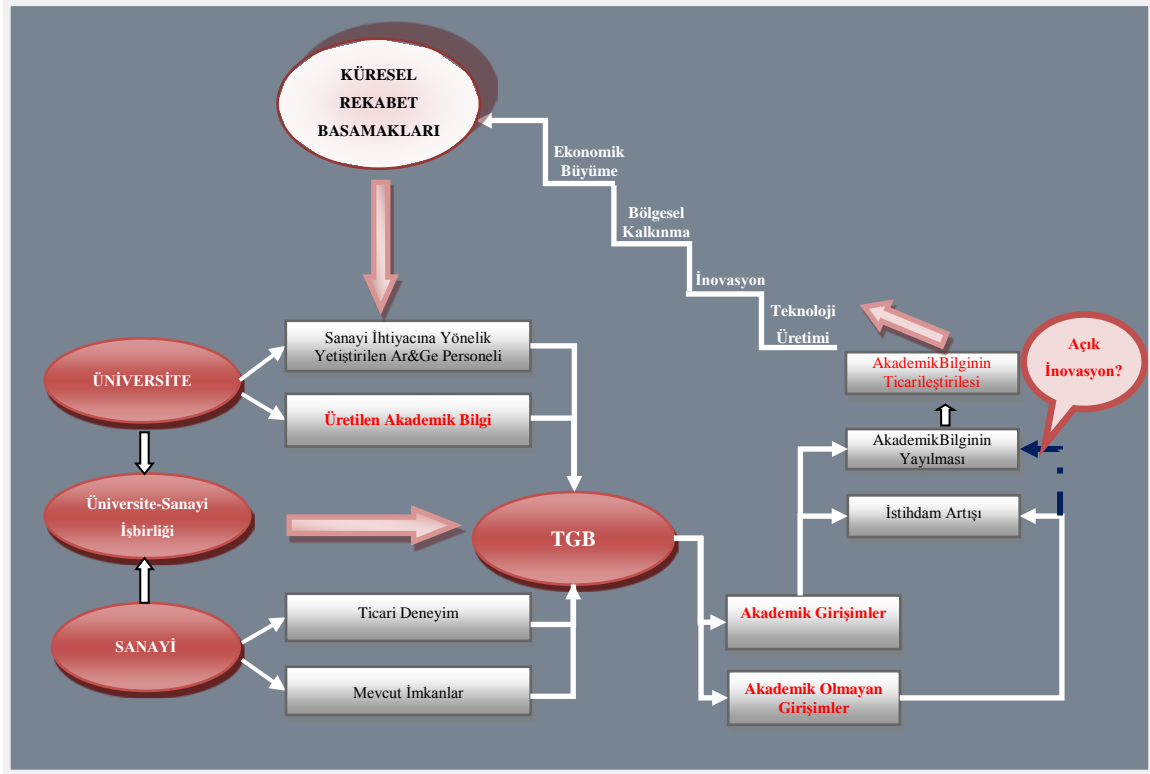 KÜRESEL
REKABET
BASAMAKLARI
Ekonomik
Büyüme
Bölgesel
Kalkınma
İnovasyon
Teknoloji
Üretimi
Sanayi İhtiyacına Yönelik
Yetiştirilen Ar&Ge Personeli
ÜNİVERSİTE
Üretilen Akademik Bilgi
AkademikBilginin
Ticarileştirilesi
Açık
İnovasyon?
AkademikBilginin
Yayılması
Üniversite-Sanayi
İşbirliği
TGB
İstihdam Artışı
Ticari Deneyim
SANAYİ
Mevcut İmkanlar
Akademik Girişimler
Akademik Olmayan
Girişimler